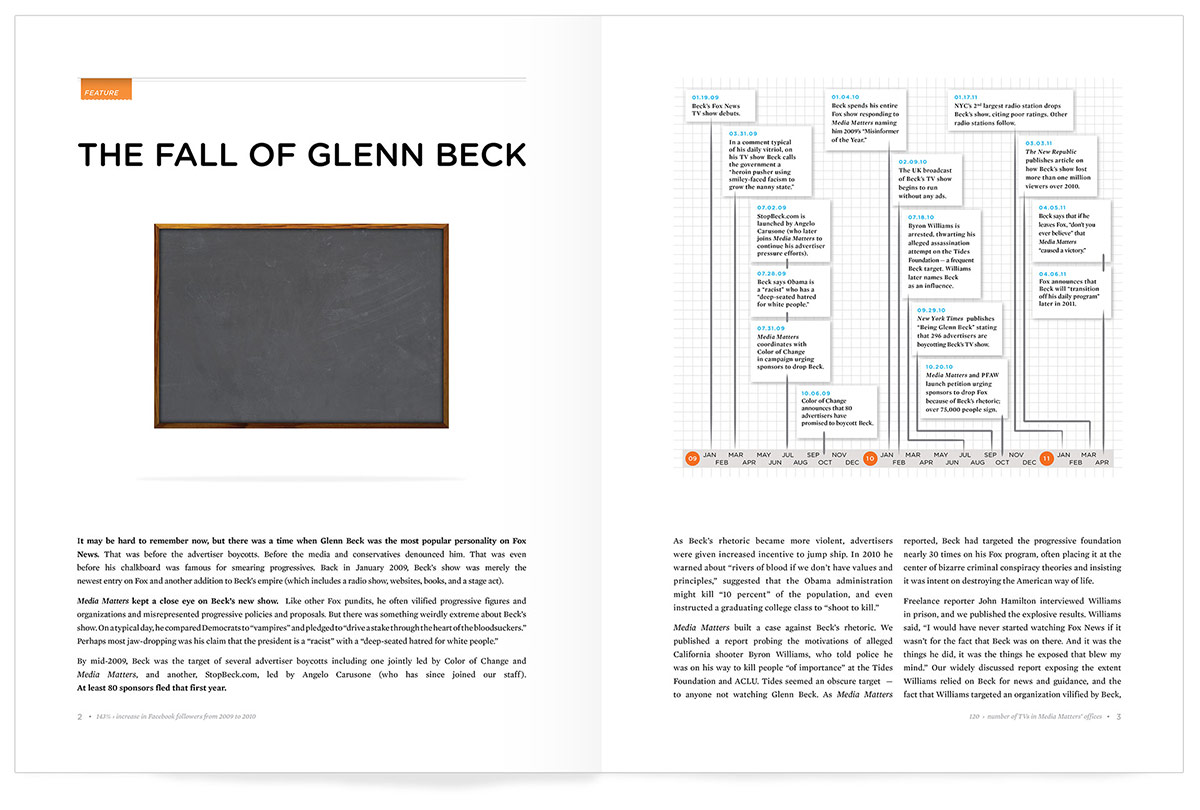 FEATURE
THE FALL OF GLENN BECK
It may be hard to remember now, but there was a time when Glenn Beck was the most popular personality on Fox
News. That was before the advertiser boycotts. Before the media and conservatives denounced him. That was even
before his chalkboard was famous for smearing progressives. Back in January 2009, Beck's show was merely the
newest entry on Fox and another addition to Beck's empire (which includes a radio show, websites, books, and a stage act).
Media Matters kept a close eye on Beck's new show. Like other Fox pundits, he often vilified progressive figures and
organizations and misrepresented progressive policies and proposals. But there was something weirdly extreme about Beck's
show. On a typical day, he compared Democrats to "vampires" and pledged to "drive a stake through the heart of the bloodsuckers."
Perhaps most jaw-dropping was his claim that the president is a "racist" with a "deep-seated hatred for white people."
By mid-2009, Beck was the target of several advertiser boycotts including one jointly led by Color of Change and
Media Matters, and another, StopBeck.com, led by Angelo Carusone (who has since joined our staff).
At least 80 sponsors fled that first year.
2 • 143% › increase in Facebook followers from 2009 to 2010
01.19.09
Beck's Fox News
TV show debuts.
03.31.09
In a comment typical
of his daily vitriol, on
his TV show Beck calls
the government a
"heroin pusher using
smiley-faced facism to
grow the nanny state."
07.02.09
StopBeck.com is
launched by Angelo
Carusone (who later
joins Media Matters to
continue his advertiser
pressure efforts).
07.28.09
Beck says Obama is
a "racist" who has a
"deep-seated hatred
for white people."
07.31.09
Media Matters
coordinates with
Color of Change
in campaign urging
sponsors to drop Beck.
10.06.09
Color of Change
announces that 80
advertisers have
promised to boycott Beck.
01.04.10
Beck spends his entire
Fox show responding to
Media Matters naming
him 2009's "Misinformer
of the Year."
02.09.10
The UK broadcast
of Beck's TV show
begins to run
without any ads.
07.18.10
Byron Williams is
arrested, thwarting his
alleged assassination
attempt on the Tides
Foundation — a frequent
Beck target. Williams
later names Beck
as an influence.
09.29.10
New York Times publishes
"Being Glenn Beck" stating
that 296 advertisers are
boycotting Beck's TV show.
10.20.10
Media Matters and PFAW
launch petition urging
sponsors to drop Fox
because of Beck's rhetoric;
over 75,000 people sign.
01.17.11
NYC's 2nd largest radio station drops
Beck's show, citing poor ratings. Other
radio stations follow.
03.03.11
The New Republic
publishes article on
how Beck's show lost
more than one million
viewers over 2010.
04.05.11
Beck says that if he
leaves Fox, "don't you
ever believe" that
Media Matters
"caused a victory."
04.06.11
Fox announces that
Beck will "transition
off his daily program"
later in 2011.
09 JAN FEB MAR APR MAY JUN JUL AUG SEP OCT NOV DEC 10 JAN FEB MAR APR MAY JUN JUL AUG SEP OCT NOV DEC 11 JAN FEB MAR APR
As Beck's rhetoric became more violent, advertisers
were given increased incentive to jump ship. In 2010 he
warned about "rivers of blood if we don't have values and
principles," suggested that the Obama administration
might kill "10 percent" of the population, and even
instructed a graduating college class to "shoot to kill."
Media Matters built a case against Beck's rhetoric. We
published a report probing the motivations of alleged
California shooter Byron Williams, who told police he
was on his way to kill people "of importance" at the Tides
Foundation and ACLU. Tides seemed an obscure target —
to anyone not watching Glenn Beck. As Media Matters
reported, Beck had targeted the progressive foundation
nearly 30 times on his Fox program, often placing it at the
center of bizarre criminal conspiracy theories and insisting
it was intent on destroying the American way of life.
Freelance reporter John Hamilton interviewed Williams
in prison, and we published the explosive results. Williams
said, "I would have never started watching Fox News if it
wasn't for the fact that Beck was on there. And it was the
things he did, it was the things he exposed that blew my
mind." Our widely discussed report exposing the extent
Williams relied on Beck for news and guidance, and the
fact that Williams targeted an organization vilified by Beck,
120 › number of TVs in Media Matters' offices • 3